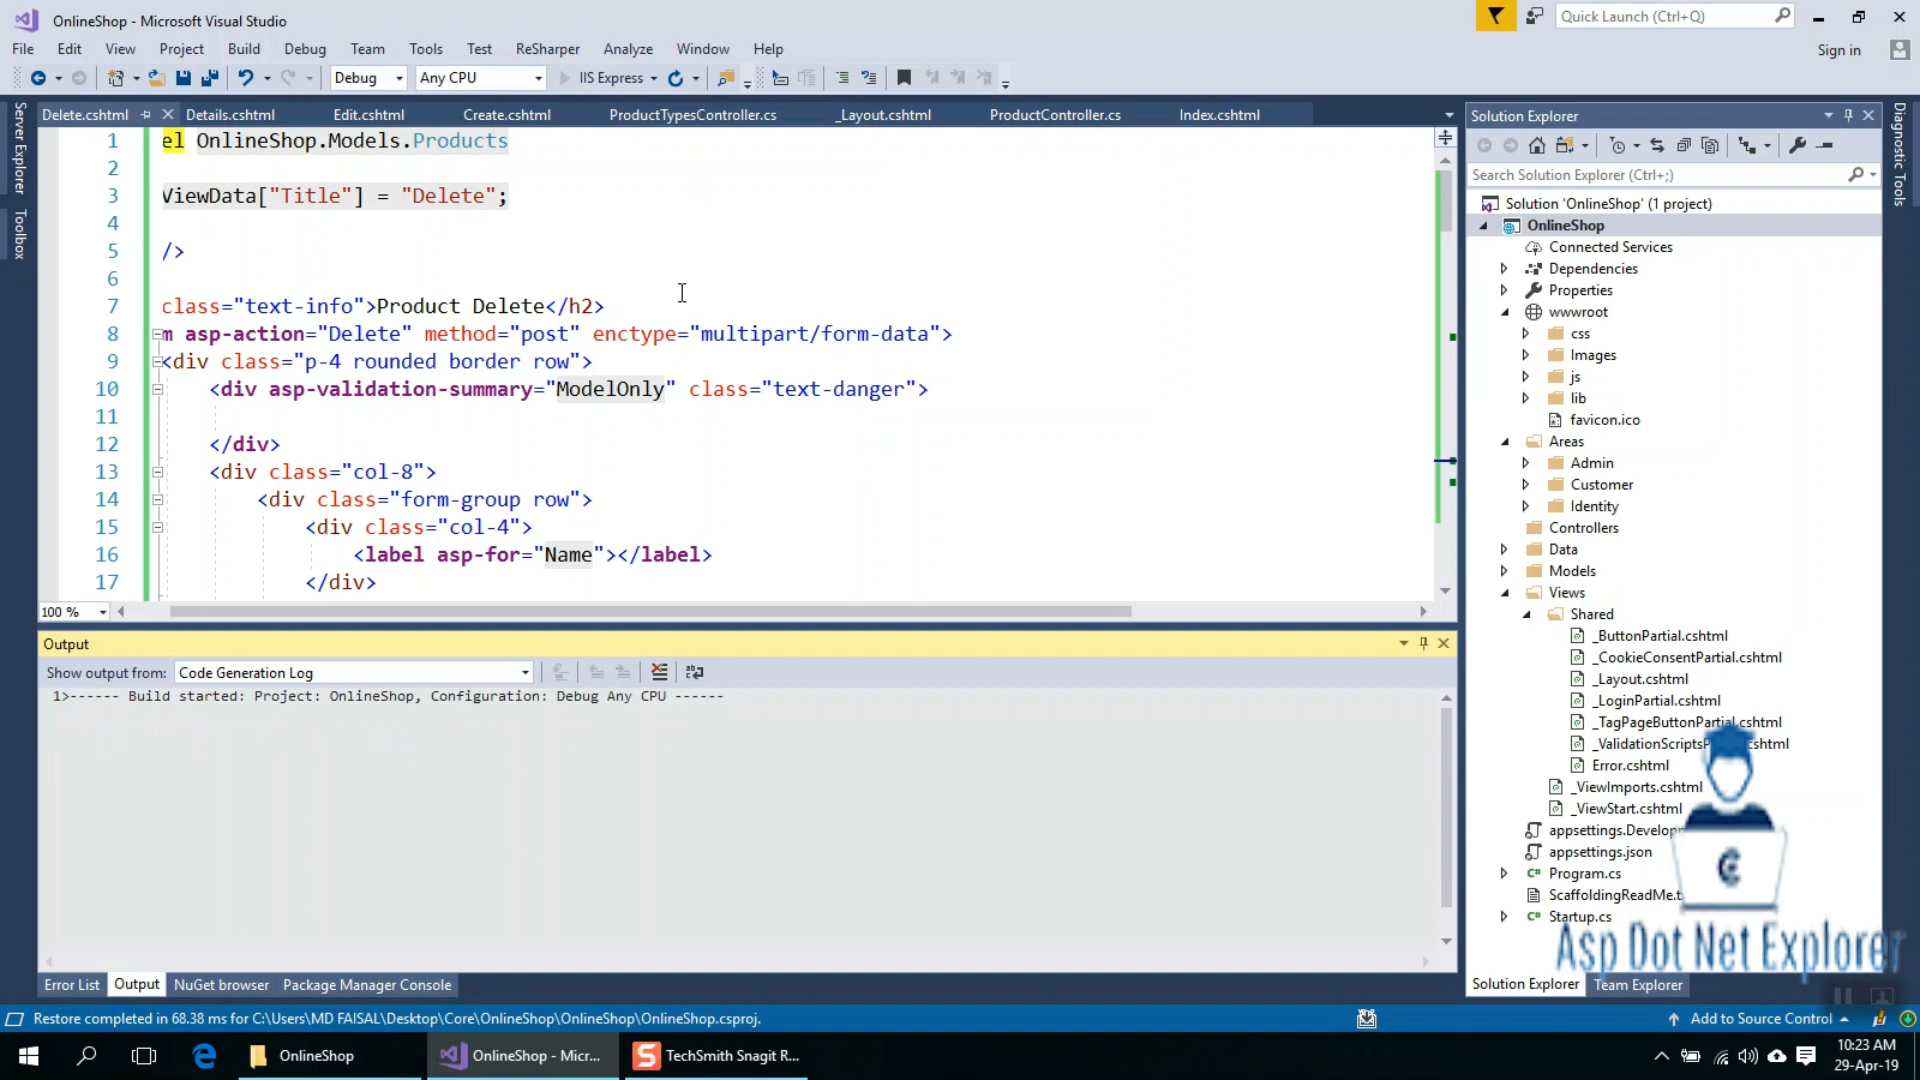 OnlineShop - Microsoft Visual Studio
Quick Launch (Ctrl+Q)
File Edit View Project Build Debug Team Tools Test ReSharper Analyze Window Help
Sign in
Debug Any CPU IIS Express
Server Explorer
Toolbox
Delete.cshtml Details.cshtml Edit.cshtml Create.cshtml ProductTypesController.cs _Layout.cshtml ProductController.cs Index.cshtml
1 el OnlineShop.Models.Products
2
3 ViewData["Title"] = "Delete";
4
5 />
6
7 class="text-info">Product Delete</h2>
8 m asp-action="Delete" method="post" enctype="multipart/form-data">
9 <div class="p-4 rounded border row">
10 <div asp-validation-summary="ModelOnly" class="text-danger">
11
12 </div>
13 <div class="col-8">
14 <div class="form-group row">
15 <div class="col-4">
16 <label asp-for="Name"></label>
17 </div>
100 %
Output
Show output from: Code Generation Log
1>------ Build started: Project: OnlineShop, Configuration: Debug Any CPU ------
Error List Output NuGet browser Package Manager Console
Solution Explorer
Search Solution Explorer (Ctrl+;)
Solution 'OnlineShop' (1 project)
OnlineShop
Connected Services
Dependencies
Properties
wwwroot
css
Images
js
lib
favicon.ico
Areas
Admin
Customer
Identity
Controllers
Data
Models
Views
Shared
_ButtonPartial.cshtml
_CookieConsentPartial.cshtml
_Layout.cshtml
_LoginPartial.cshtml
_TagPageButtonPartial.cshtml
_ValidationScriptsP cshtml
Error.cshtml
_ViewImports.cshtml
_ViewStart.cshtml
appsettings.Develop
appsettings.json
C# Program.cs
ScaffoldingReadMe.t
C# Startup.cs
Asp Dot Net Explorer
Solution Explorer Team Explorer
Diagnostic Tools
Restore completed in 68.38 ms for C:\Users\MD FAISAL\Desktop\Core\OnlineShop\OnlineShop\OnlineShop.csproj.
Add to Source Control
OnlineShop
OnlineShop - Micr...
TechSmith Snagit R...
10:23 AM
29-Apr-19